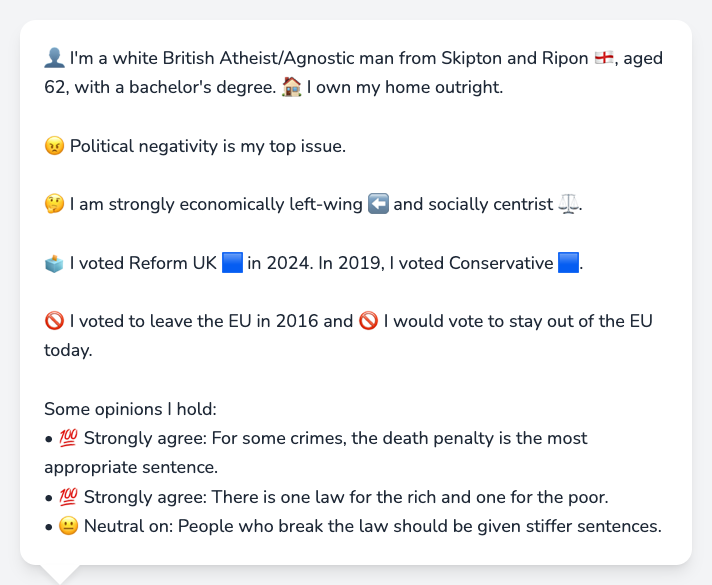 👤 I'm a white British Atheist/Agnostic man from Skipton and Ripon 🏴󠁧󠁢󠁥󠁮󠁧󠁿, aged
62, with a bachelor's degree. 🏠 I own my home outright.
😠 Political negativity is my top issue.
🤔 I am strongly economically left-wing ⬅️ and socially centrist ⚖️.
🗳️ I voted Reform UK 🟦 in 2024. In 2019, I voted Conservative 🟦.
🚫 I voted to leave the EU in 2016 and 🚫 I would vote to stay out of the EU
today.
Some opinions I hold:
• 💯 Strongly agree: For some crimes, the death penalty is the most
appropriate sentence.
• 💯 Strongly agree: There is one law for the rich and one for the poor.
• 😐 Neutral on: People who break the law should be given stiffer sentences.